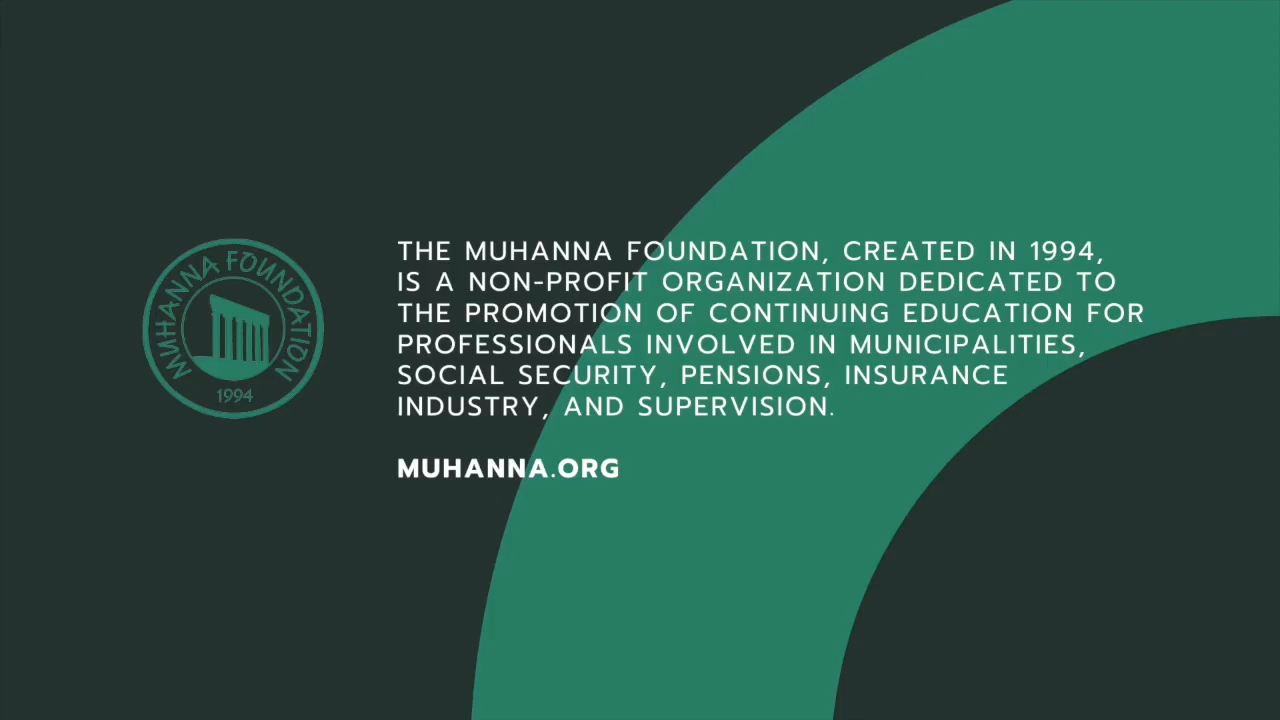 MUHANNA FOUNDATION
1994
THE MUHANNA FOUNDATION, CREATED IN 1994,
IS A NON-PROFIT ORGANIZATION DEDICATED TO
THE PROMOTION OF CONTINUING EDUCATION FOR
PROFESSIONALS INVOLVED IN MUNICIPALITIES,
SOCIAL SECURITY, PENSIONS, INSURANCE
INDUSTRY, AND SUPERVISION.
MUHANNA.ORG